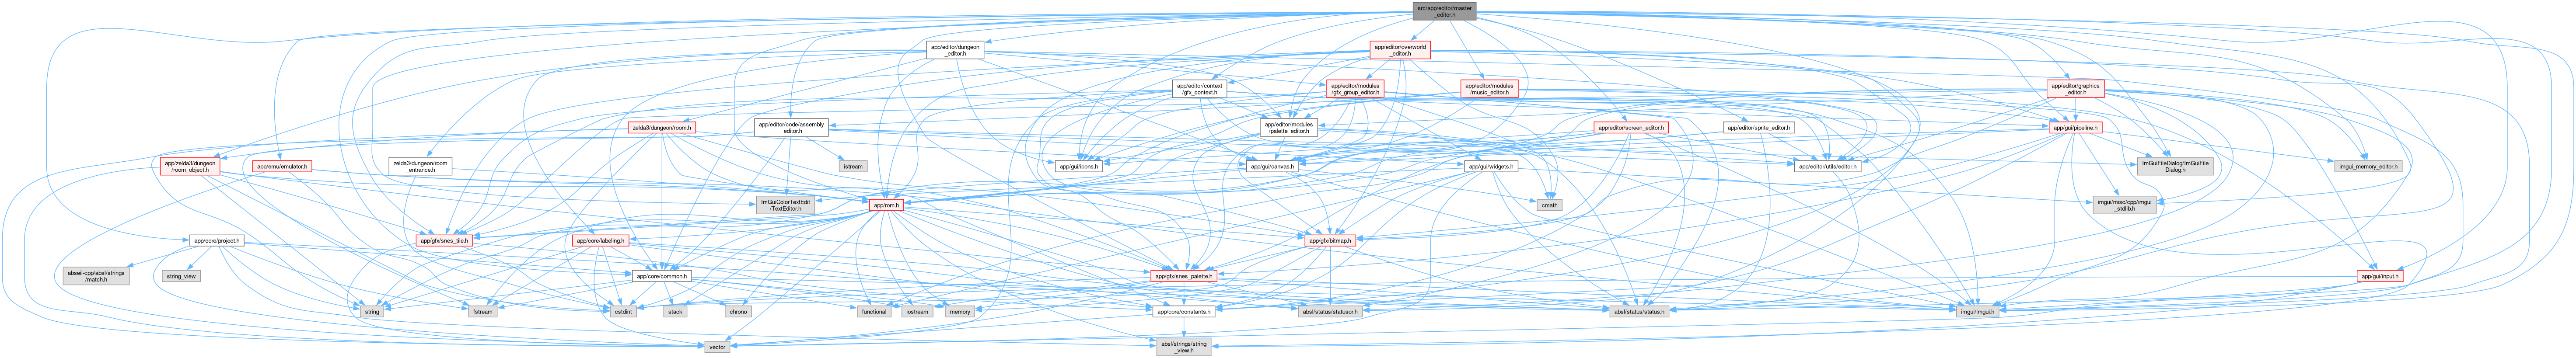 src/app/editor/master
_editor.h
app/editor/dungeon
_editor.h
app/editor/overworld
_editor.h
app/editor/context
/gfx_context.h
app/editor/modules
/gfx_group_editor.h
app/editor/modules
/music_editor.h
app/editor/graphics
_editor.h
zelda3/dungeon/room.h
app/editor/code/assembly
_editor.h
app/editor/modules
/palette_editor.h
app/editor/screen_editor.h
app/editor/sprite_editor.h
app/gui/pipeline.h
app/zelda3/dungeon
/room_object.h
app/emu/emulator.h
zelda3/dungeon/room
_entrance.h
istream
app/gui/icons.h
app/gui/canvas.h
app/gui/widgets.h
app/editor/utils/editor.h
ImGuiFileDialog/ImGuiFile
Dialog.h
imgui_memory_editor.h
ImGuiColorTextEdit
/TextEditor.h
app/rom.h
cmath
imgui/misc/cpp/imgui
_stdlib.h
app/core/project.h
app/gfx/snes_tile.h
app/core/labeling.h
app/gfx/bitmap.h
abseil-cpp/absl/strings
/match.h
string_view
app/core/common.h
app/gfx/snes_palette.h
app/gui/input.h
string
fstream
cstdint
stack
chrono
functional
iostream
memory
app/core/constants.h
absl/status/statusor.h
absl/status/status.h
imgui/imgui.h
vector
absl/strings/string
_view.h